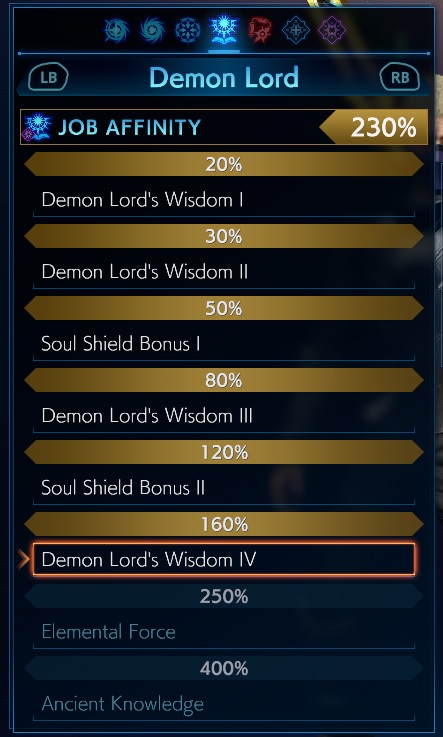 LB Demon Lord RB
JOB AFFINITY 230%
20%
Demon Lord's Wisdom I
30%
Demon Lord's Wisdom II
50%
Soul Shield Bonus I
80%
Demon Lord's Wisdom III
120%
Soul Shield Bonus II
160%
Demon Lord's Wisdom IV
250%
Elemental Force
400%
Ancient Knowledge